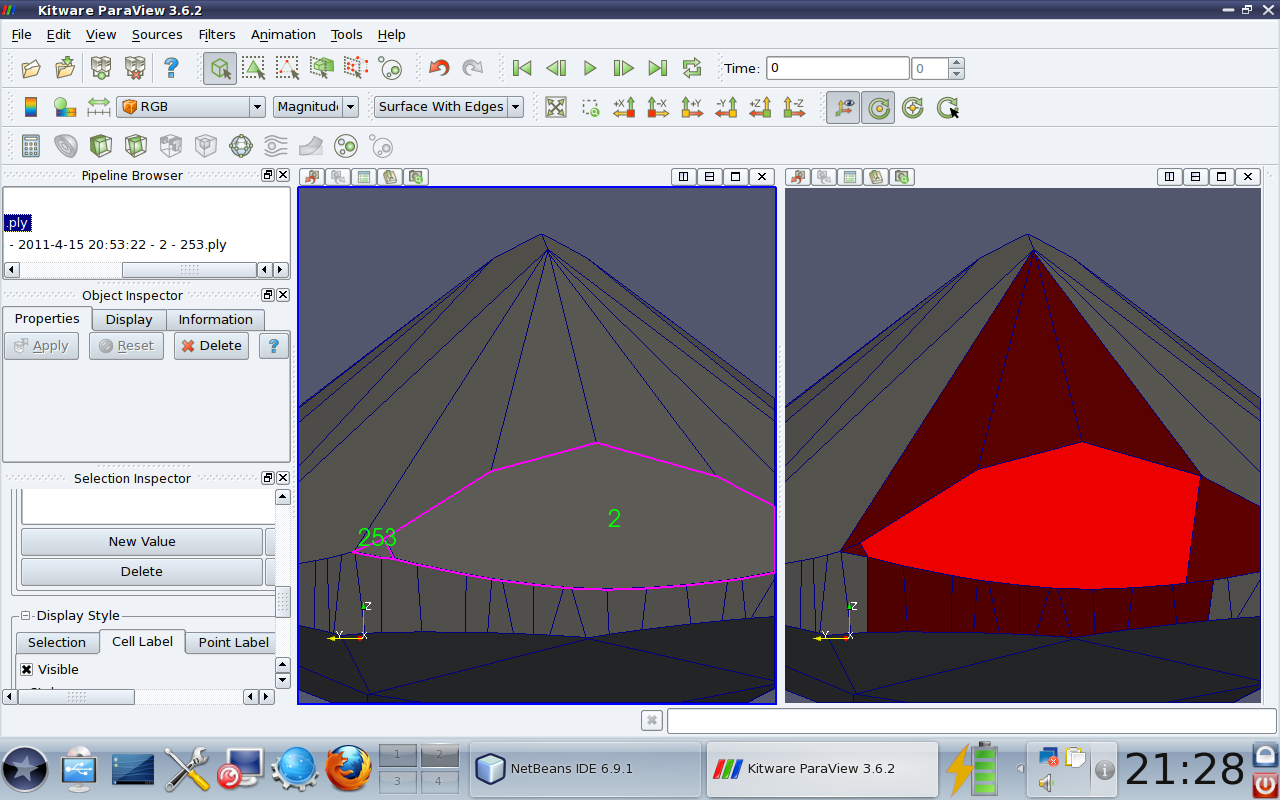 Kitware ParaView 3.6.2
File Edit View Sources Filters Animation Tools Help
Time: 0 0
RGB Magnitud Surface With Edges
+X -X +Y -Y +Z -Z
Pipeline Browser
.ply
- 2011-4-15 20:53:22 - 2 - 253.ply
Object Inspector
Properties Display Information
Apply Reset Delete ?
Selection Inspector
New Value
Delete
Display Style
Selection Cell Label Point Label
Visible
2
253
Z
Y X
Z
Y X
1 2
3 4
NetBeans IDE 6.9.1
Kitware ParaView 3.6.2
21:28